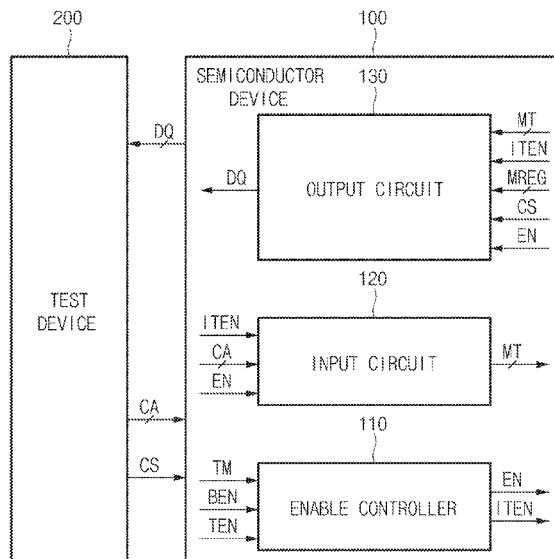 200
100
SEMICONDUCTOR
DEVICE
130
DQ
MT
ITEN
DQ
OUTPUT CIRCUIT
MREG
CS
EN
120
TEST
DEVICE
ITEN
CA
INPUT CIRCUIT
MT
EN
CA
110
CS
TM
EN
BEN
ENABLE CONTROLLER
ITEN
TEN